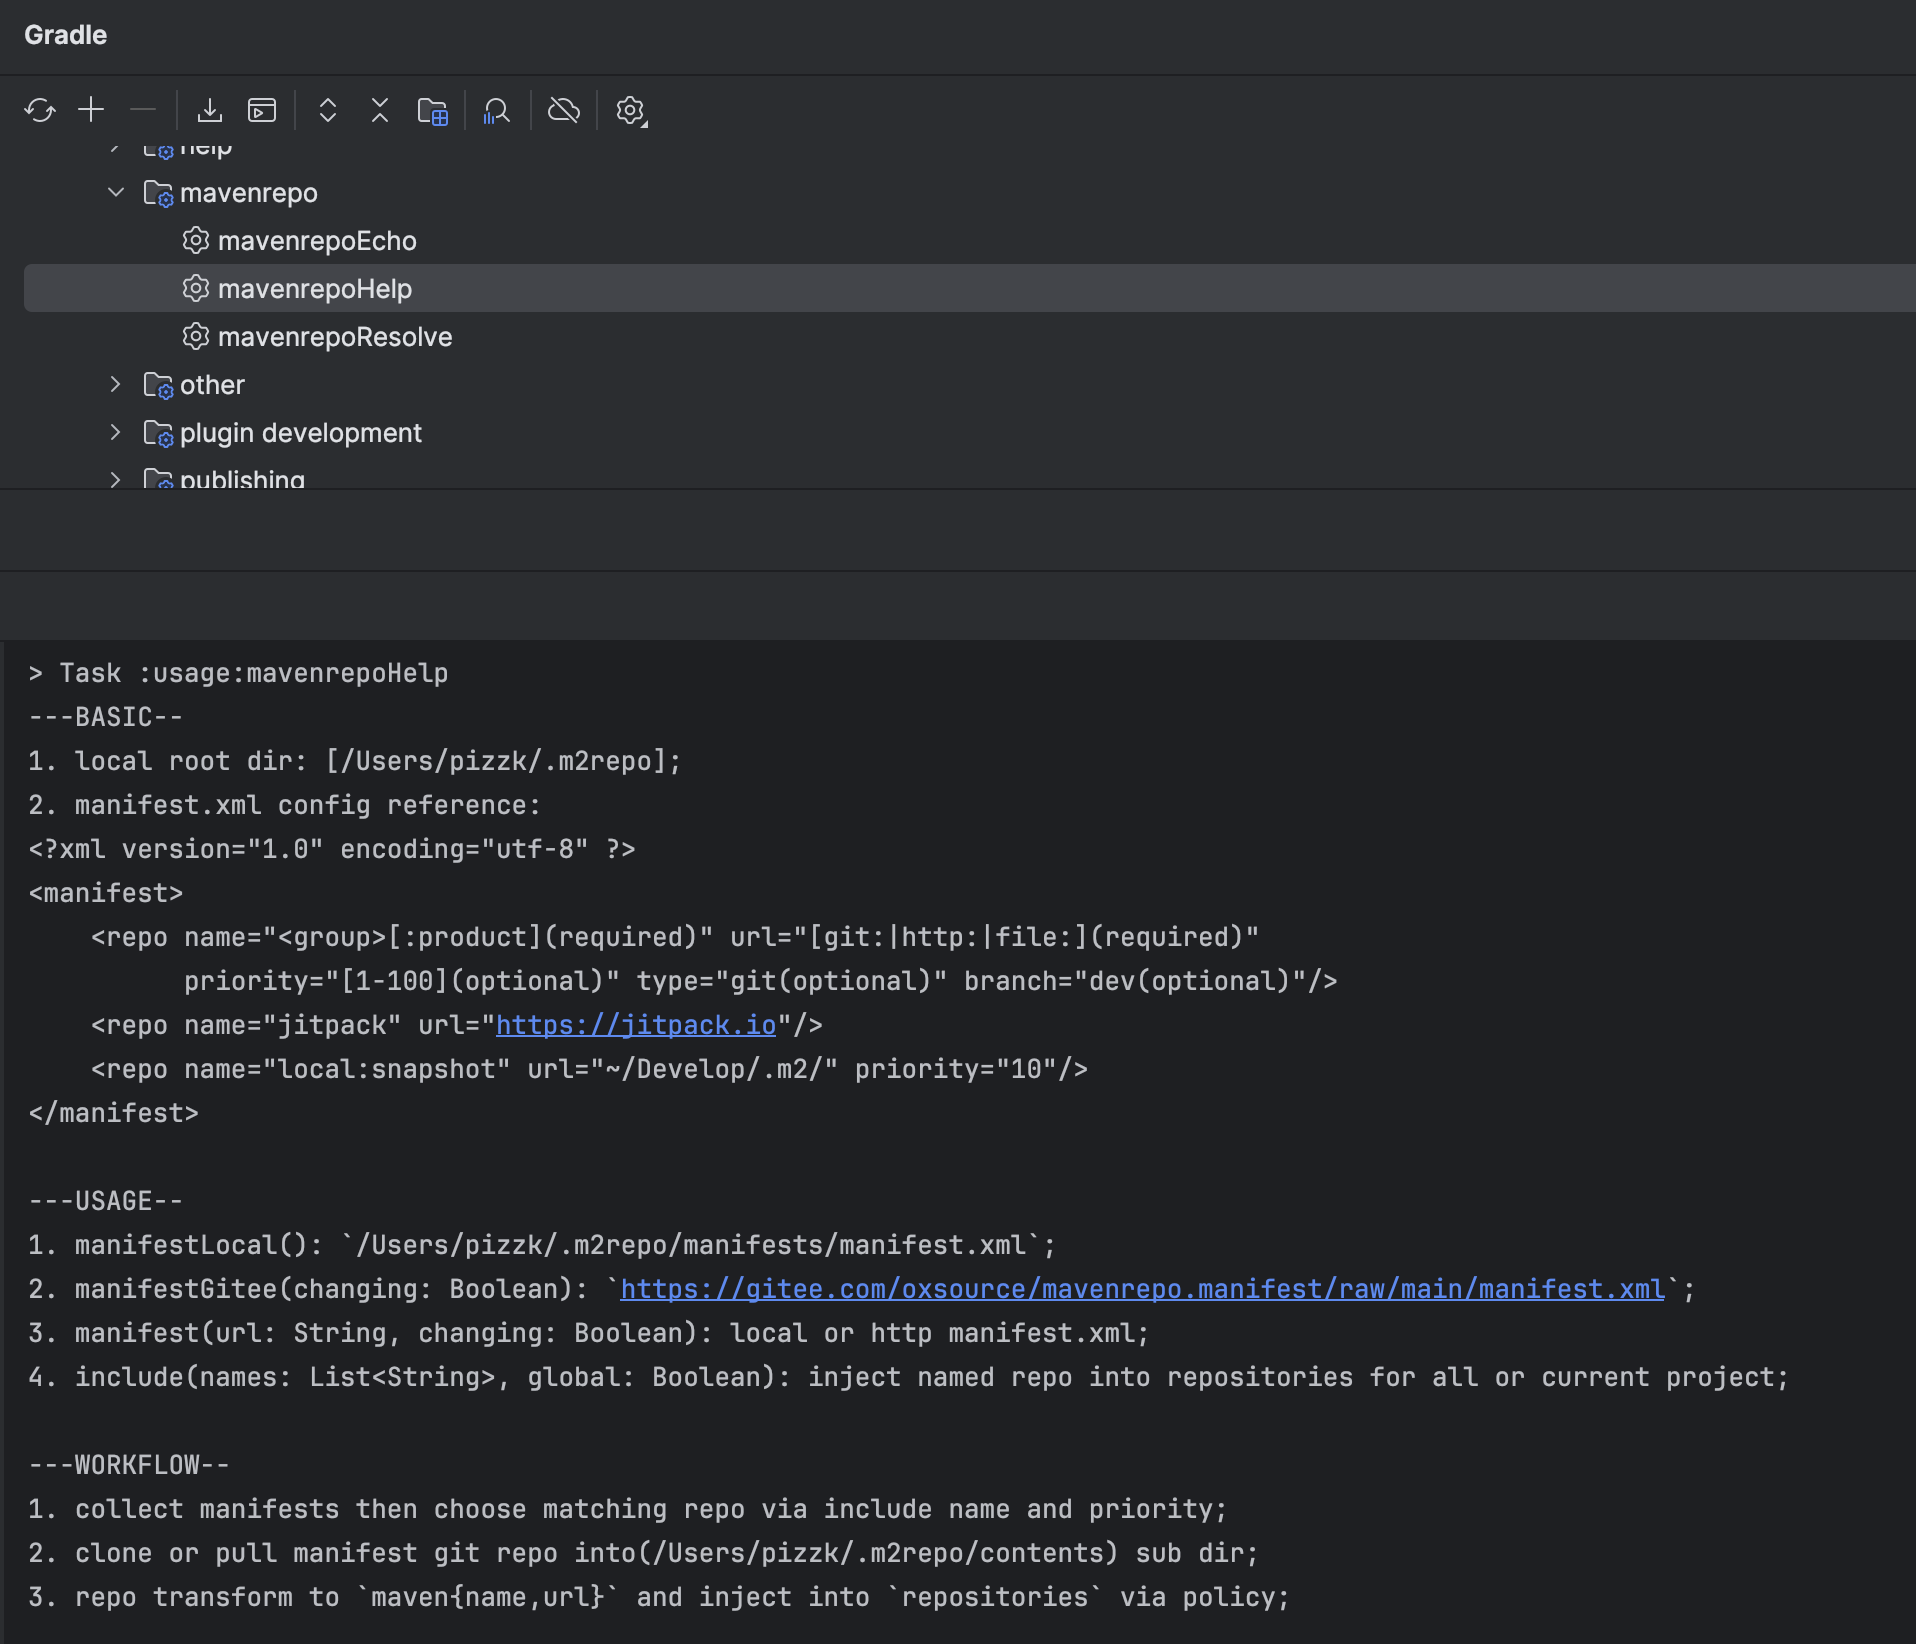 Gradle
help
mavenrepo
mavenrepoEcho
mavenrepoHelp
mavenrepoResolve
other
plugin development
publishing
> Task :usage:mavenrepoHelp
---BASIC--
1. local root dir: [/Users/pizzk/.m2repo];
2. manifest.xml config reference:
<?xml version="1.0" encoding="utf-8" ?>
<manifest>
    <repo name="<group>[:product](required)" url="[git:|http:|file:](required)"
          priority="[1-100](optional)" type="git(optional)" branch="dev(optional)"/>
    <repo name="jitpack" url="https://jitpack.io"/>
    <repo name="local:snapshot" url="~/Develop/.m2/" priority="10"/>
</manifest>
---USAGE--
1. manifestLocal(): `/Users/pizzk/.m2repo/manifests/manifest.xml`;
2. manifestGitee(changing: Boolean): `https://gitee.com/oxsource/mavenrepo.manifest/raw/main/manifest.xml`;
3. manifest(url: String, changing: Boolean): local or http manifest.xml;
4. include(names: List<String>, global: Boolean): inject named repo into repositories for all or current project;
---WORKFLOW--
1. collect manifests then choose matching repo via include name and priority;
2. clone or pull manifest git repo into(/Users/pizzk/.m2repo/contents) sub dir;
3. repo transform to `maven{name,url}` and inject into `repositories` via policy;